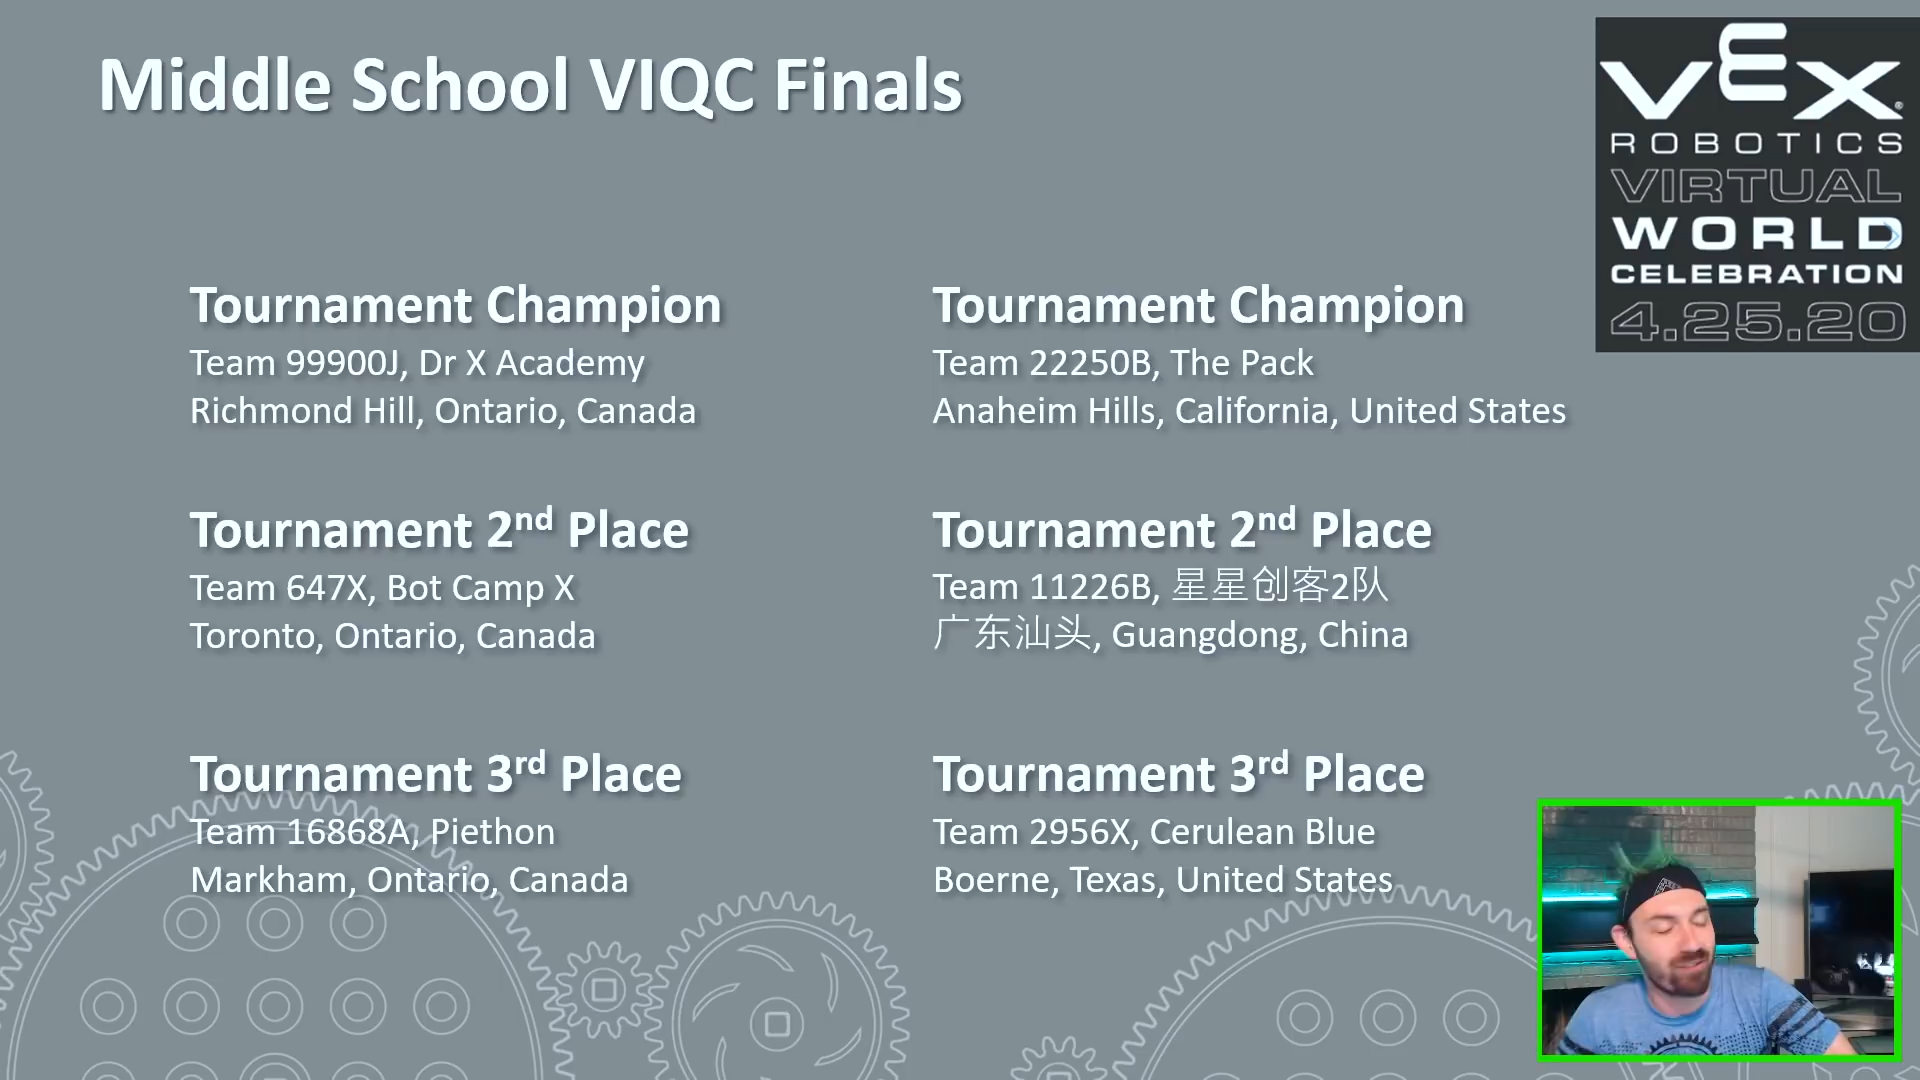 Middle School VIQC Finals
VEX
ROBOTICS
VIRTUAL
WORLD
CELEBRATION
4.25.20
Tournament Champion
Team 99900J, Dr X Academy
Richmond Hill, Ontario, Canada
Tournament Champion
Team 22250B, The Pack
Anaheim Hills, California, United States
Tournament 2nd Place
Team 647X, Bot Camp X
Toronto, Ontario, Canada
Tournament 2nd Place
Team 11226B, 星星创客2队
广东汕头, Guangdong, China
Tournament 3rd Place
Team 16868A, Piethon
Markham, Ontario, Canada
Tournament 3rd Place
Team 2956X, Cerulean Blue
Boerne, Texas, United States